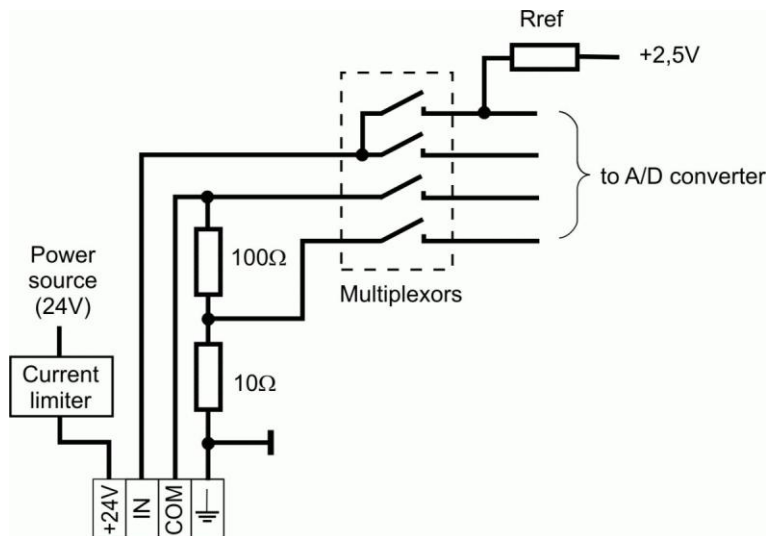 Rref
+2,5V
to A/D converter
100Ω
Multiplexors
Power
source
(24V)
10Ω
Current
limiter
+24V
IN
COM